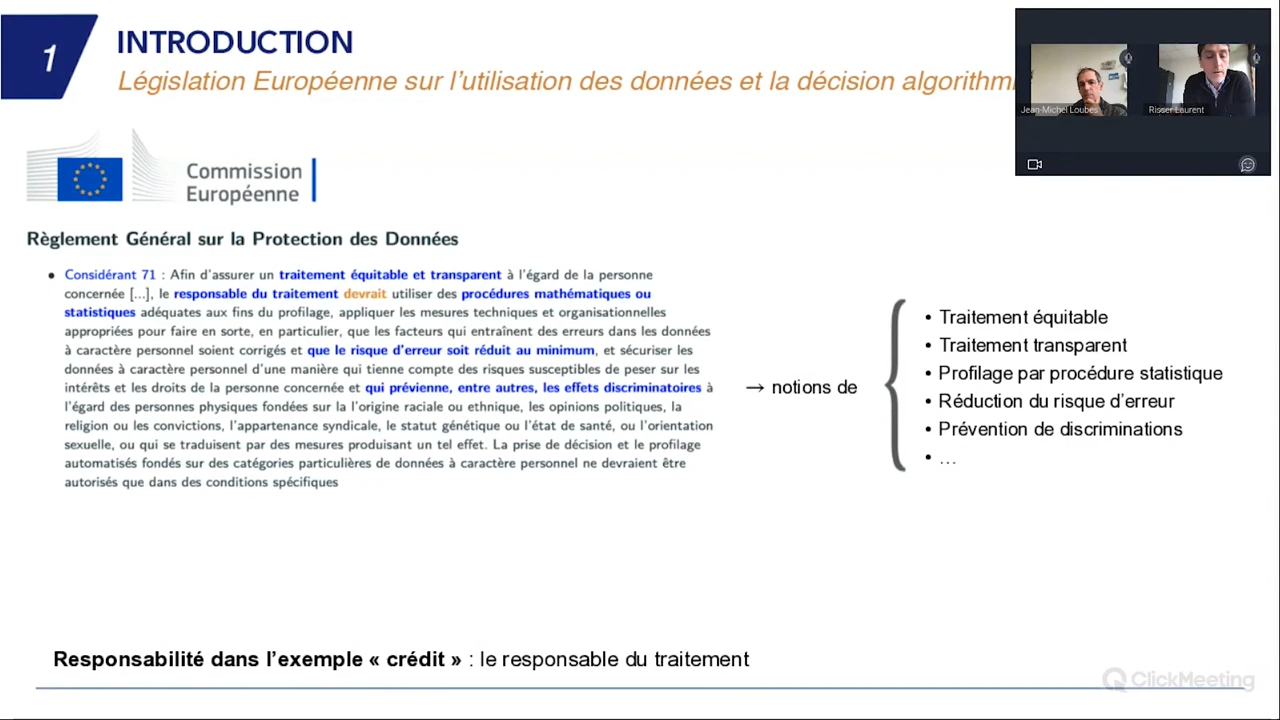 1
INTRODUCTION
Législation Européenne sur l'utilisation des données et la décision algorithmi
Jean-Michel Loubes
Risser Laurent
Commission
Européenne
Règlement Général sur la Protection des Données
• Considérant 71 : Afin d'assurer un traitement équitable et transparent à l'égard de la personne
concernée [...], le responsable du traitement devrait utiliser des procédures mathématiques ou
statistiques adéquates aux fins du profilage, appliquer les mesures techniques et organisationnelles
appropriées pour faire en sorte, en particulier, que les facteurs qui entraînent des erreurs dans les données
à caractère personnel soient corrigés et que le risque d'erreur soit réduit au minimum, et sécuriser les
données à caractère personnel d'une manière qui tienne compte des risques susceptibles de peser sur les
intérêts et les droits de la personne concernée et qui prévienne, entre autres, les effets discriminatoires à
l'égard des personnes physiques fondées sur la l'origine raciale ou ethnique, les opinions politiques, la
religion ou les convictions, l'appartenance syndicale, le statut génétique ou l'état de santé, ou l'orientation
sexuelle, ou qui se traduisent par des mesures produisant un tel effet. La prise de décision et le profilage
automatisés fondés sur des catégories particulières de données à caractère personnel ne devraient être
autorisés que dans des conditions spécifiques
→ notions de
• Traitement équitable
• Traitement transparent
• Profilage par procédure statistique
• Réduction du risque d'erreur
• Prévention de discriminations
• …
Responsabilité dans l'exemple « crédit » : le responsable du traitement
ClickMeeting